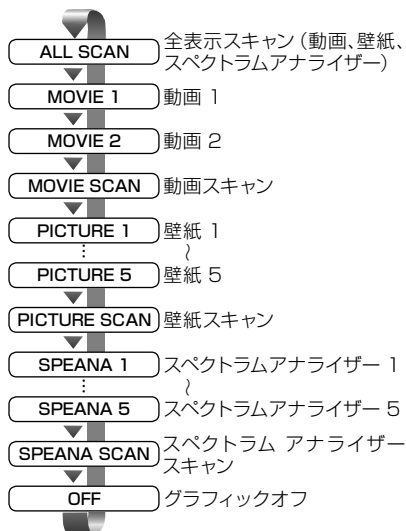 ALL SCAN 全表示スキャン(動画、壁紙、
スペクトラムアナライザー)
MOVIE 1 動画 1
MOVIE 2 動画 2
MOVIE SCAN 動画スキャン
PICTURE 1 壁紙 1
⋮ ~
PICTURE 5 壁紙 5
PICTURE SCAN 壁紙スキャン
SPEANA 1 スペクトラムアナライザー 1
⋮ ~
SPEANA 5 スペクトラムアナライザー 5
SPEANA SCAN スペクトラム アナライザー
スキャン
OFF グラフィックオフ